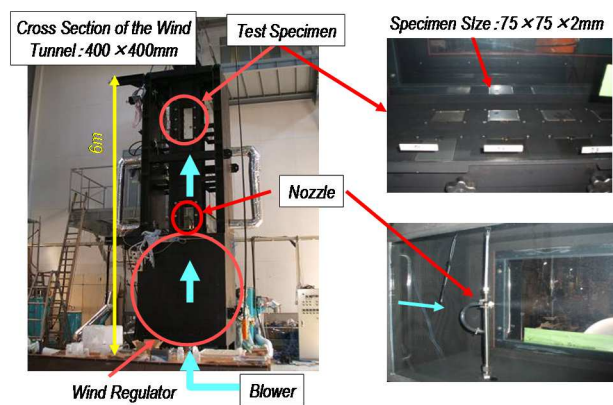 Cross Section of the Wind
Tunnel : 400 ×400mm
Test Specimen
Specimen SIze : 75 ×75 ×2mm
6m
Nozzle
Wind Regulator
Blower